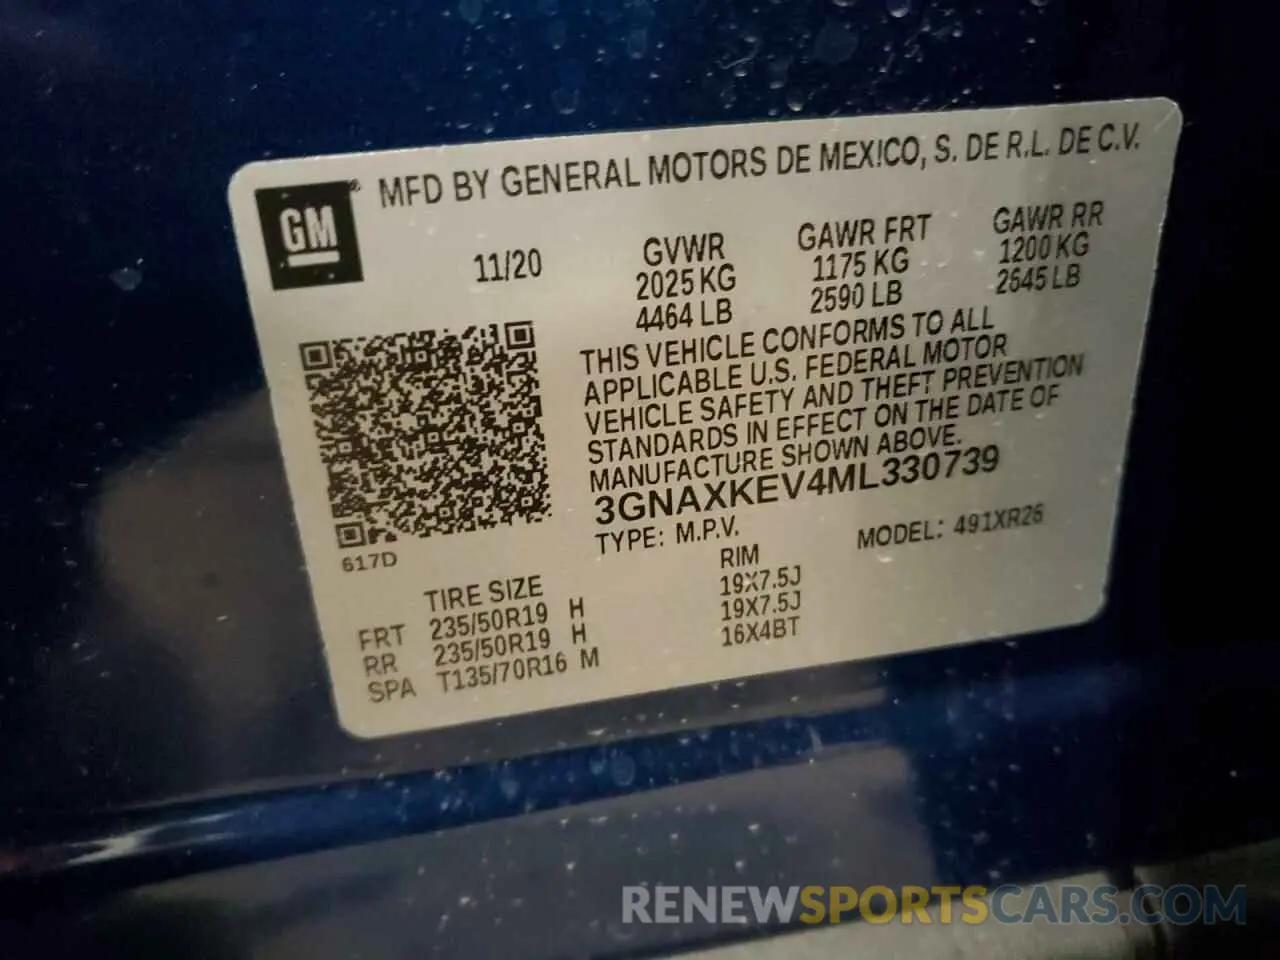 MFD BY GENERAL MOTORS DE MEXICO, S. DE R.L. DE C.V.
GM®
11/20
GVWR
2025 KG
4464 LB
GAWR FRT
1175 KG
2590 LB
GAWR RR
1200 KG
2645 LB
THIS VEHICLE CONFORMS TO ALL
APPLICABLE U.S. FEDERAL MOTOR
VEHICLE SAFETY AND THEFT PREVENTION
STANDARDS IN EFFECT ON THE DATE OF
MANUFACTURE SHOWN ABOVE.
3GNAXKEV4ML330739
TYPE: M.P.V. MODEL: 491XR26
617D
TIRE SIZE RIM
FRT 235/50R19 H 19X7.5J
RR 235/50R19 H 19X7.5J
SPA T135/70R16 M 16X4BT
RENEWSPORTSCARS.COM